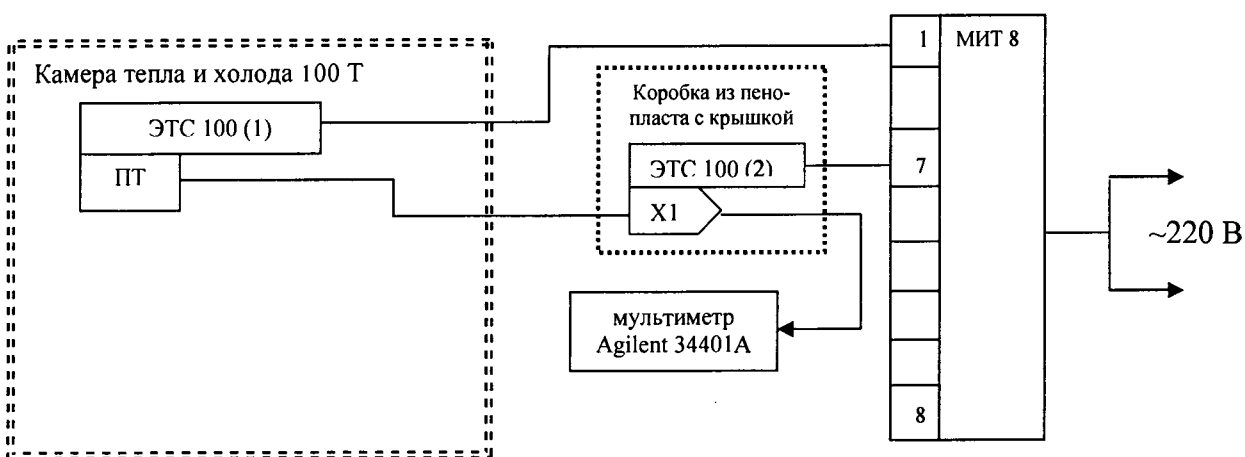 Камера тепла и холода 100 Т
ЭТС 100 (1)
ПТ
Коробка из пено-
пласта с крышкой
ЭТС 100 (2)
X1
мультиметр
Agilent 34401A
1
МИТ 8
7
8
~220 В